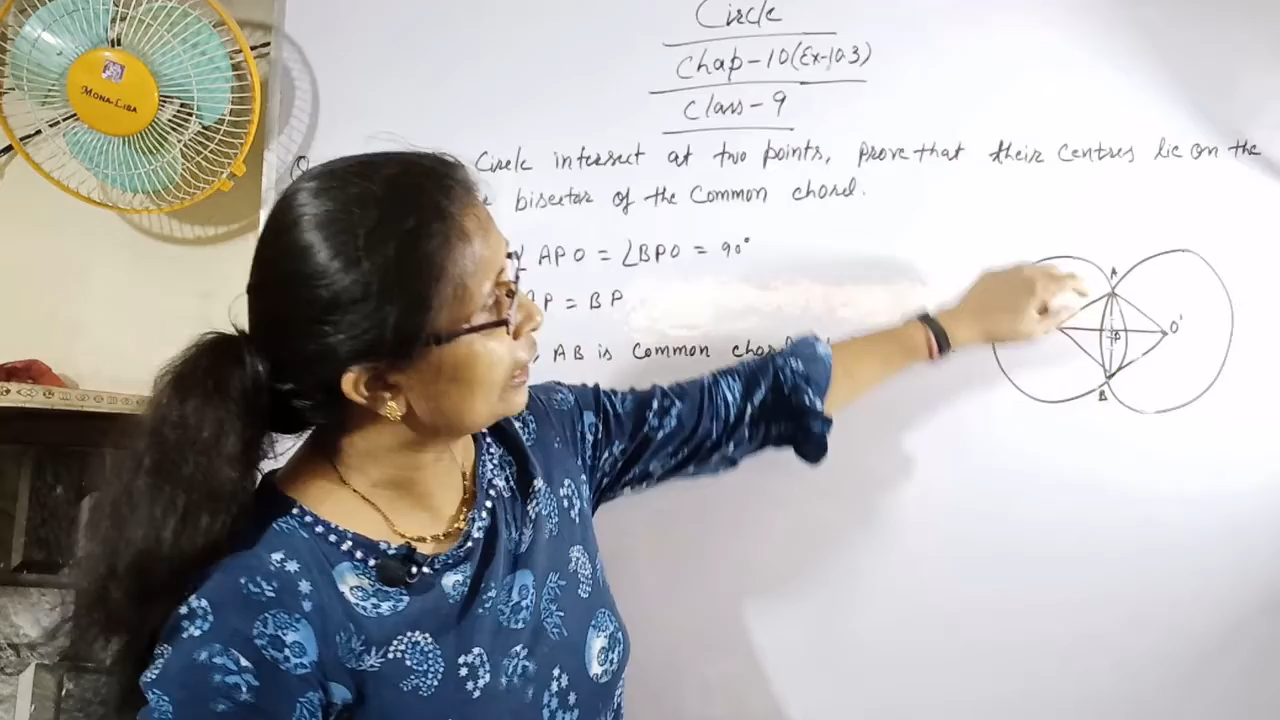 MONA-LISA
Circle
Chap-10(Ex-10.3)
Class-9
Circle intersect at two points, prove that their centres lie on the
bisector of the common chord.
APO = ∠BPO = 90°
P = BP
AB is common chord
A
O'
P
B